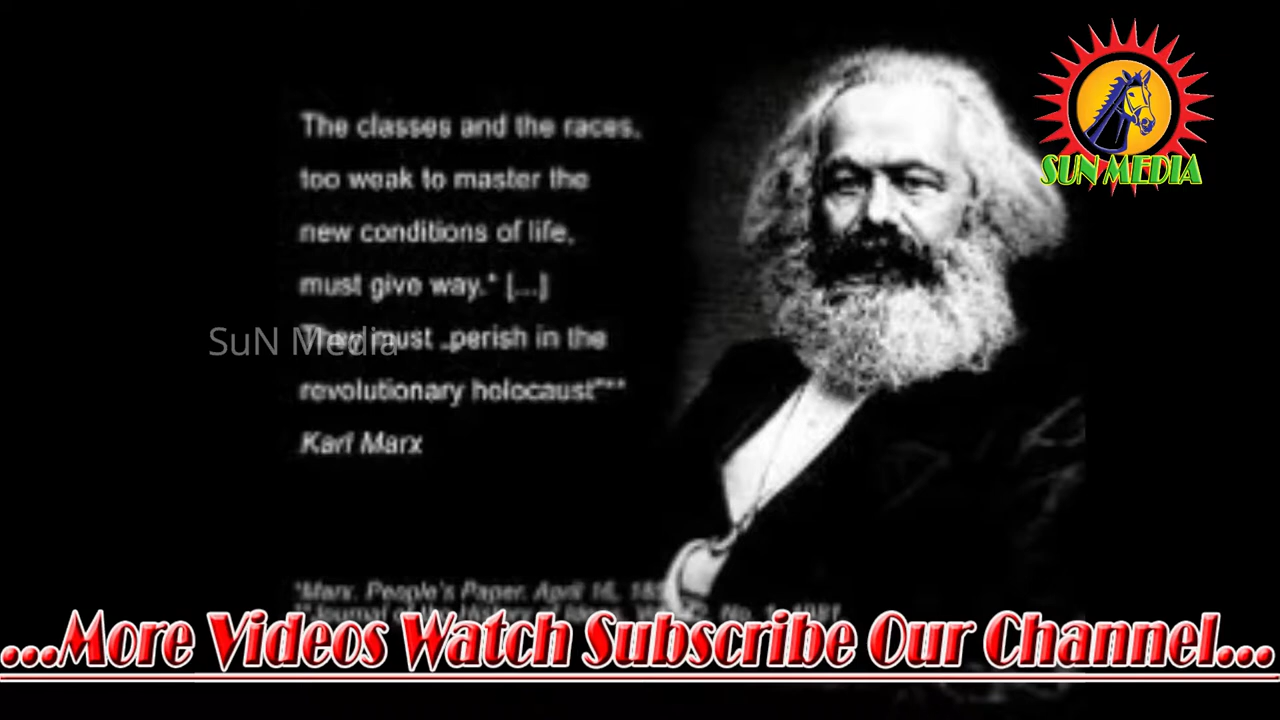 SUN MEDIA
The classes and the races,
too weak to master the
new conditions of life,
must give way.* [...]
They must „perish in the
revolutionary holocaust"**
Karl Marx
SuN Media
*Marx. People's Paper. April 16, 185
...More Videos Watch Subscribe Our Channel...